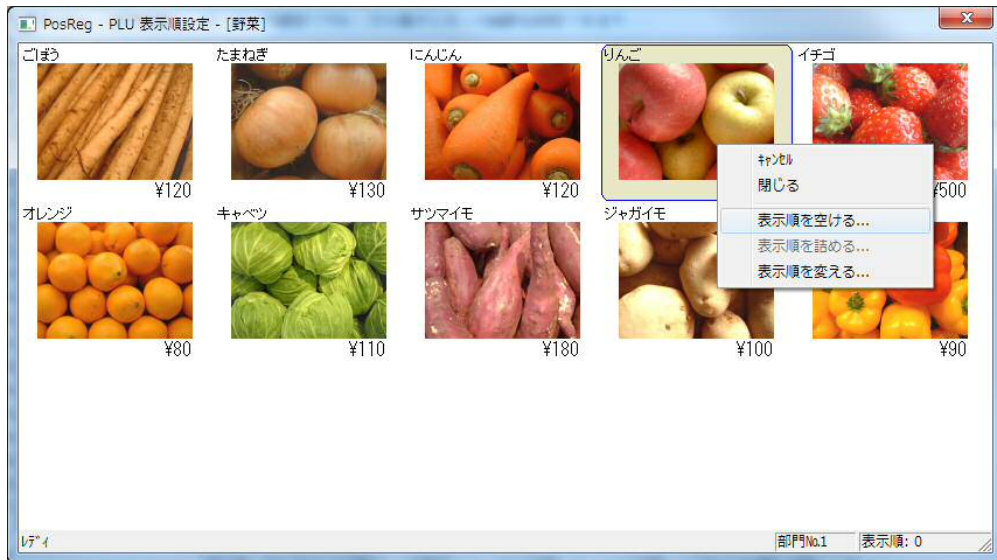 PosReg - PLU 表示順設定 - [野菜]
ごぼう
たまねぎ
にんじん
りんご
イチゴ
¥120
¥130
¥120
¥500
ｷｬﾝｾﾙ
閉じる
表示順を空ける...
表示順を詰める...
表示順を変える...
オレンジ
キャベツ
サツマイモ
ジャガイモ
¥80
¥110
¥180
¥100
¥90
ﾚﾃﾞｨ
部門№1
表示順: 0